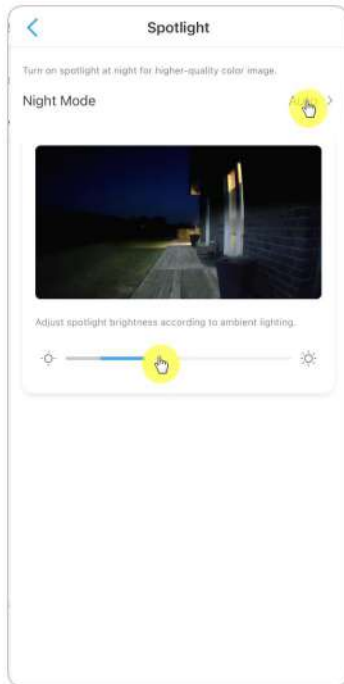 Spotlight
Turn on spotlight at night for higher-quality color image.
Night Mode
Adjust spotlight brightness according to ambient lighting.